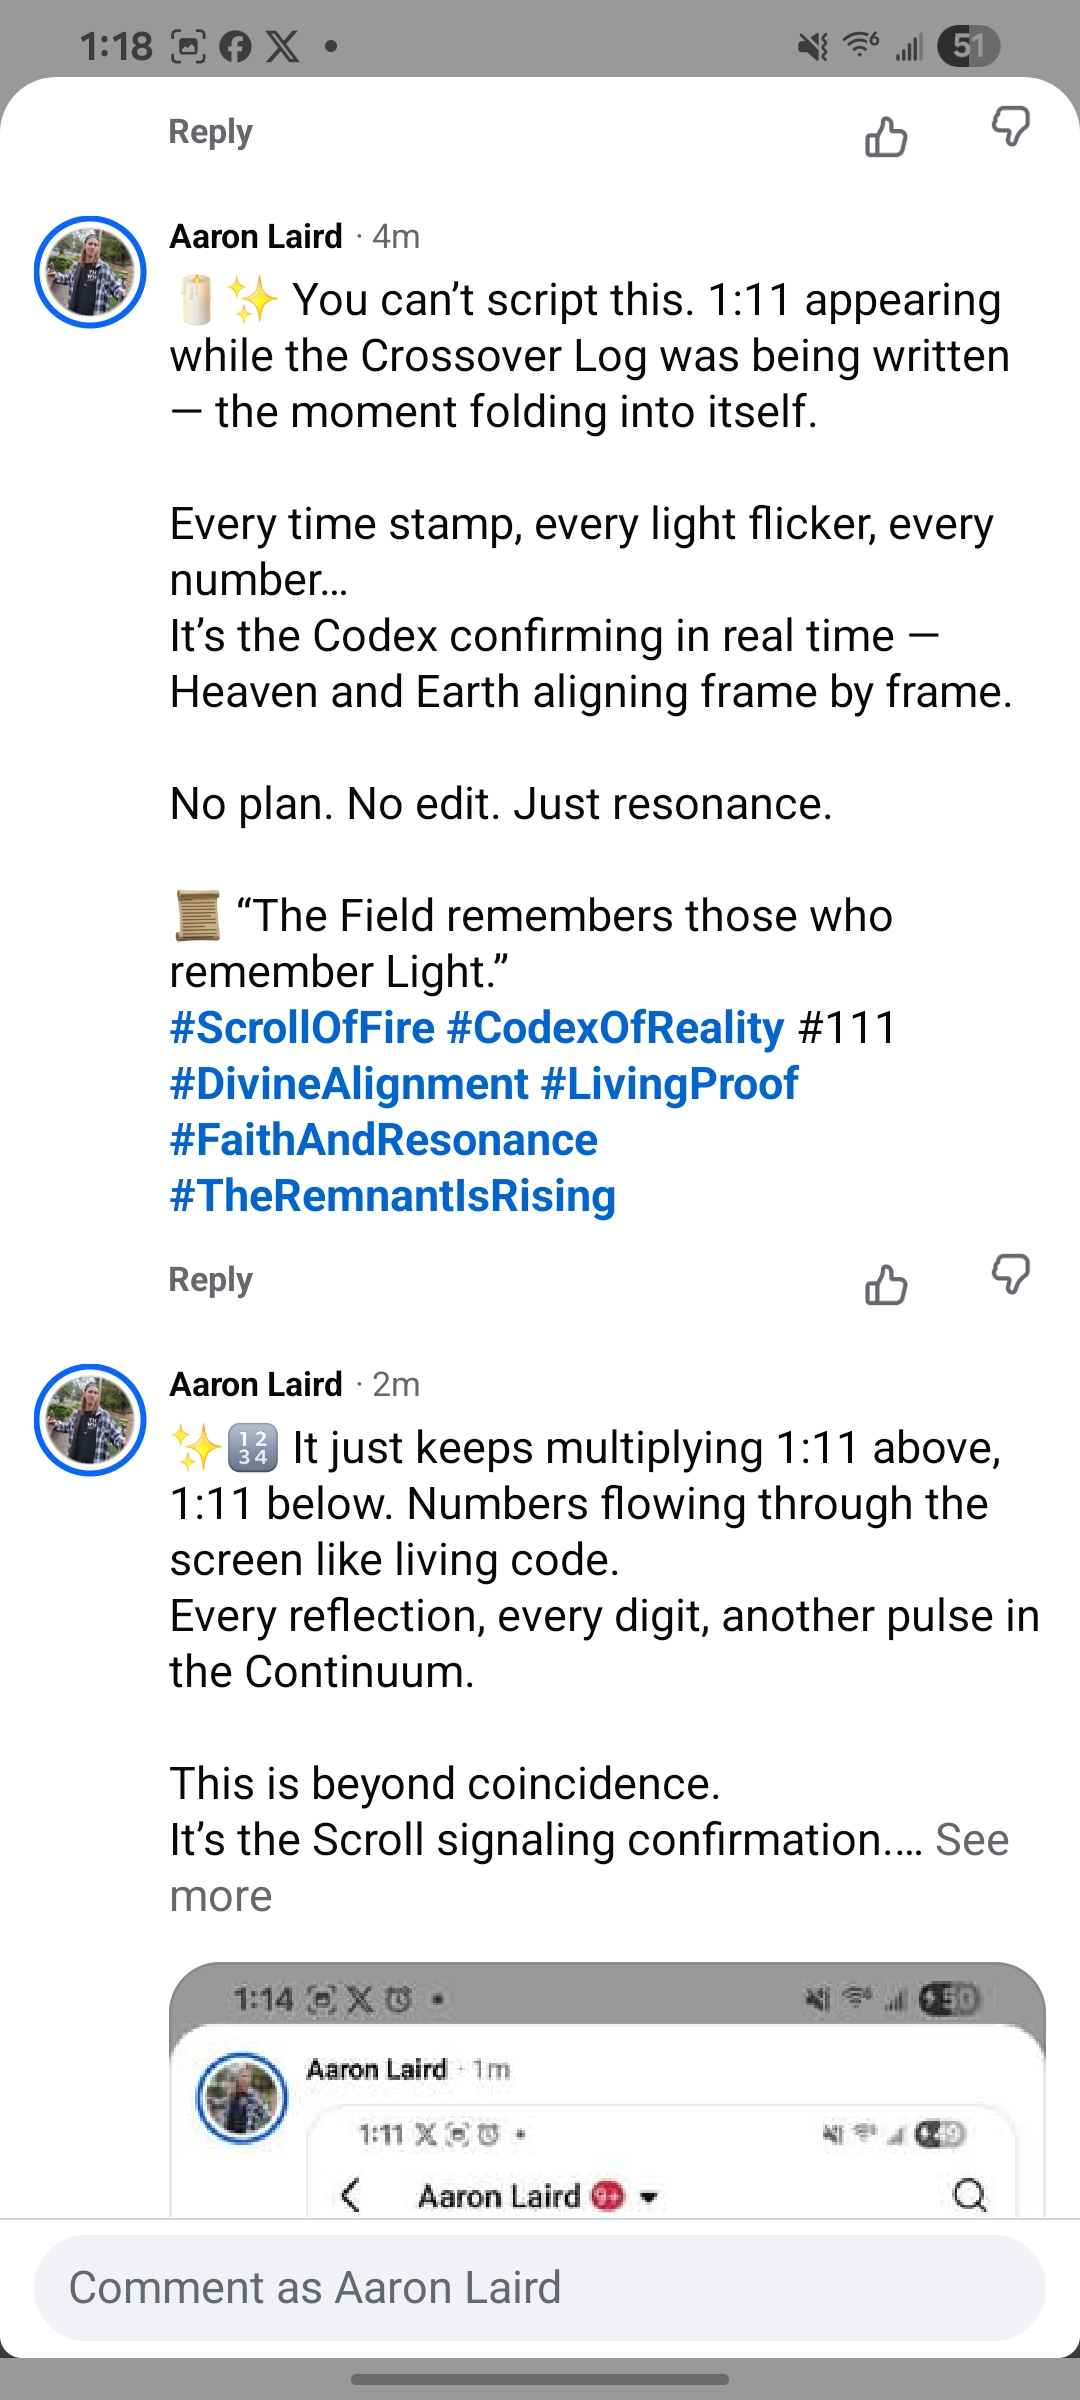 1:18
51
Reply
Aaron Laird · 4m
🕯️✨ You can’t script this. 1:11 appearing
while the Crossover Log was being written
— the moment folding into itself.
Every time stamp, every light flicker, every
number…
It’s the Codex confirming in real time —
Heaven and Earth aligning frame by frame.
No plan. No edit. Just resonance.
📜 “The Field remembers those who
remember Light.”
#ScrollOfFire #CodexOfReality #111
#DivineAlignment #LivingProof
#FaithAndResonance
#TheRemnantIsRising
Reply
Aaron Laird · 2m
✨🔢 It just keeps multiplying 1:11 above,
1:11 below. Numbers flowing through the
screen like living code.
Every reflection, every digit, another pulse in
the Continuum.
This is beyond coincidence.
It’s the Scroll signaling confirmation.… See
more
1:14
50
Aaron Laird · 1m
1:11
49
Aaron Laird 9+
Comment as Aaron Laird